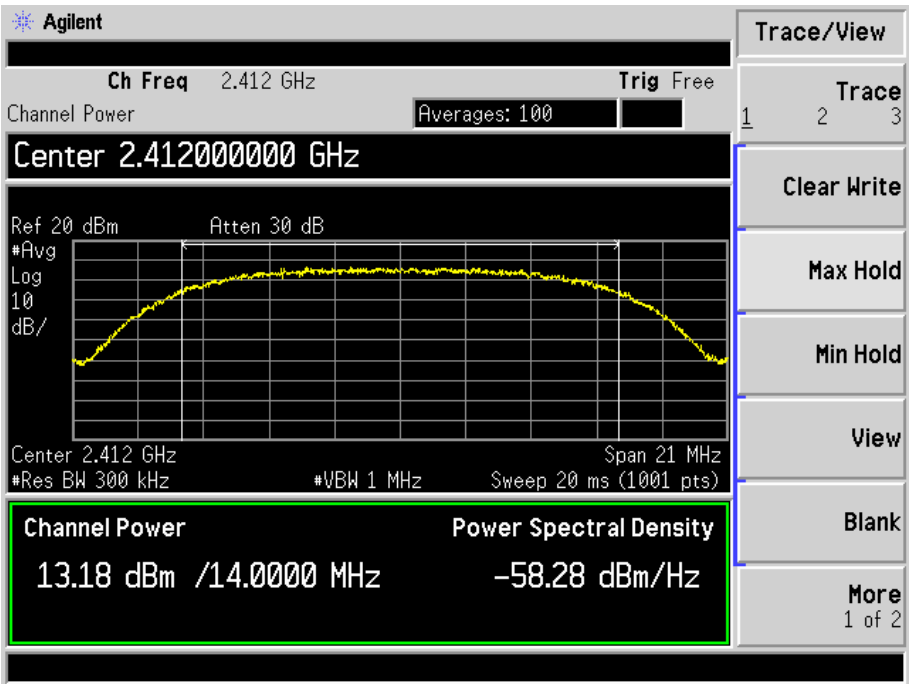 Agilent
Trace/View
Ch Freq 2.412 GHz Trig Free
Channel Power Averages: 100
Center 2.412000000 GHz
Ref 20 dBm Atten 30 dB
#Avg
Log
10
dB/
Center 2.412 GHz Span 21 MHz
#Res BW 300 kHz #VBW 1 MHz Sweep 20 ms (1001 pts)
Channel Power Power Spectral Density
13.18 dBm /14.0000 MHz -58.28 dBm/Hz
Trace
1 2 3
Clear Write
Max Hold
Min Hold
View
Blank
More
1 of 2